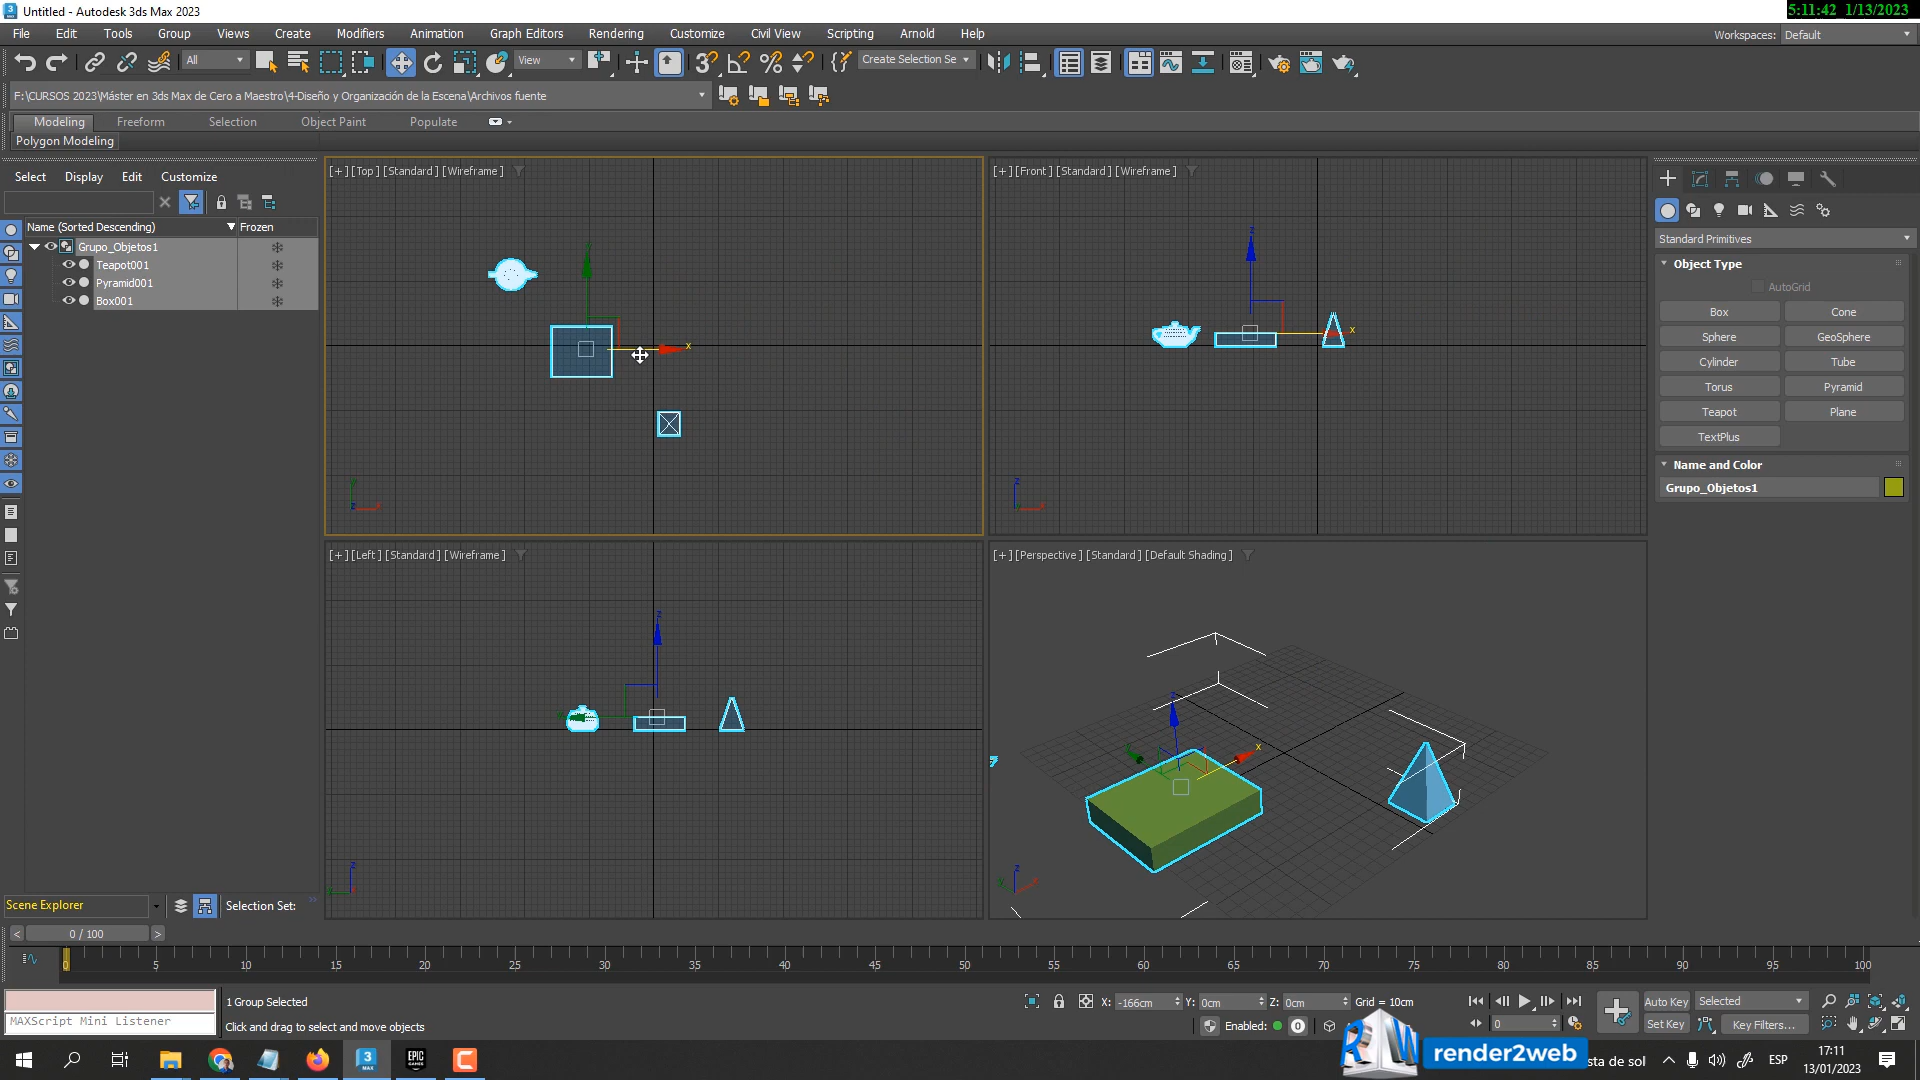 Untitled - Autodesk 3ds Max 2023
5:11:42 1/13/2023
File Edit Tools Group Views Create Modifiers Animation Graph Editors Rendering Customize Civil View Scripting Arnold Help
Workspaces: Default
All View Create Selection Se
F:\CURSOS 2023\Máster en 3ds Max de Cero a Maestro\4-Diseño y Organización de la Escena\Archivos fuente
Modeling Freeform Selection Object Paint Populate
Polygon Modeling
Select Display Edit Customize
Name (Sorted Descending) Frozen
Grupo_Objetos1
Teapot001
Pyramid001
Box001
[+] [Top] [Standard] [Wireframe]
[+] [Front] [Standard] [Wireframe]
[+] [Left] [Standard] [Wireframe]
[+] [Perspective] [Standard] [Default Shading]
Standard Primitives
Object Type
AutoGrid
Box Cone
Sphere GeoSphere
Cylinder Tube
Torus Pyramid
Teapot Plane
TextPlus
Name and Color
Grupo_Objetos1
Scene Explorer Selection Set:
< 0 / 100 >
0 5 10 15 20 25 30 35 40 45 50 55 60 65 70 75 80 85 90 95 100
1 Group Selected
X: -166cm Y: 0cm Z: 0cm Grid = 10cm
Auto Key Selected
MAXScript Mini Listener
Click and drag to select and move objects
Enabled: 0
0 Set Key Key Filters...
RW render2web
sta de sol ESP 17:11
13/01/2023